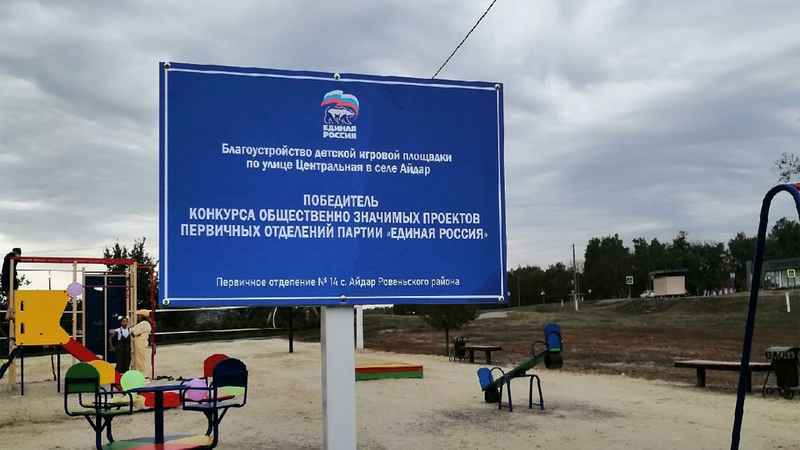 ЕДИНАЯ
РОССИЯ
Благоустройство детской игровой площадки
по улице Центральная в селе Айдар
ПОБЕДИТЕЛЬ
КОНКУРСА ОБЩЕСТВЕННО ЗНАЧИМЫХ ПРОЕКТОВ
ПЕРВИЧНЫХ ОТДЕЛЕНИЙ ПАРТИИ «ЕДИНАЯ РОССИЯ»
Первичное отделение № 14 с. Айдар Ровеньского района